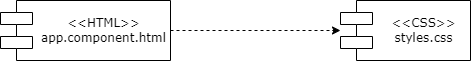 <<HTML>>
app.component.html
<<CSS>>
styles.css